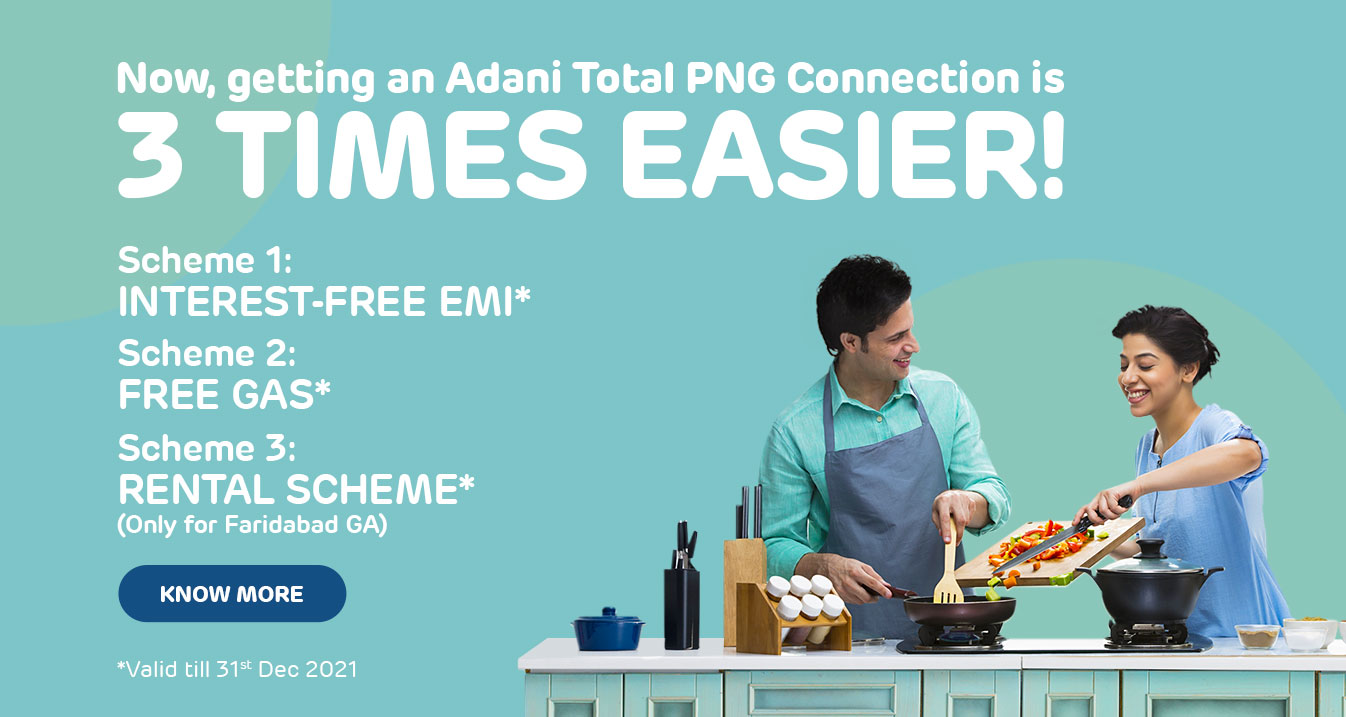 Now, getting an Adani Total PNG Connection is
3 TIMES EASIER!
Scheme 1:
INTEREST-FREE EMI*
Scheme 2:
FREE GAS*
Scheme 3:
RENTAL SCHEME*
(Only for Faridabad GA)
KNOW MORE
*Valid till 31st Dec 2021